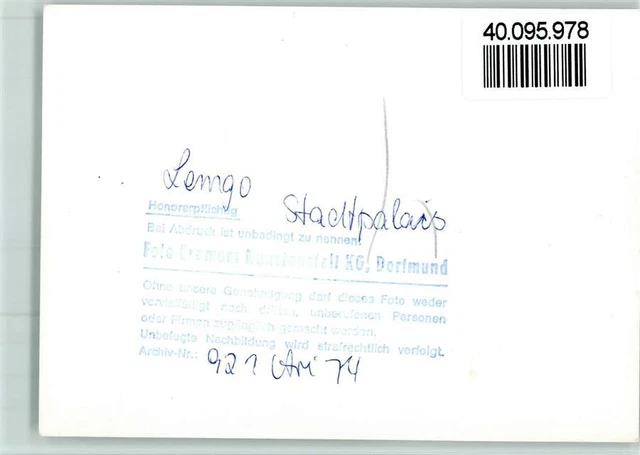 40.095.978
Lemgo
Stadtpalais
Honorarpflichtig
Bei Abdruck ist unbedingt zu nennen:
Foto Cramers Kunstanstalt KG, Dortmund
Ohne unsere Genehmigung darf dieses Foto weder
vervielfältigt noch dritten, unberufenen Personen
oder Firmen zugänglich gemacht werden.
Unbefugte Nachbildung wird strafrechtlich verfolgt.
Archiv-Nr.: 921 74